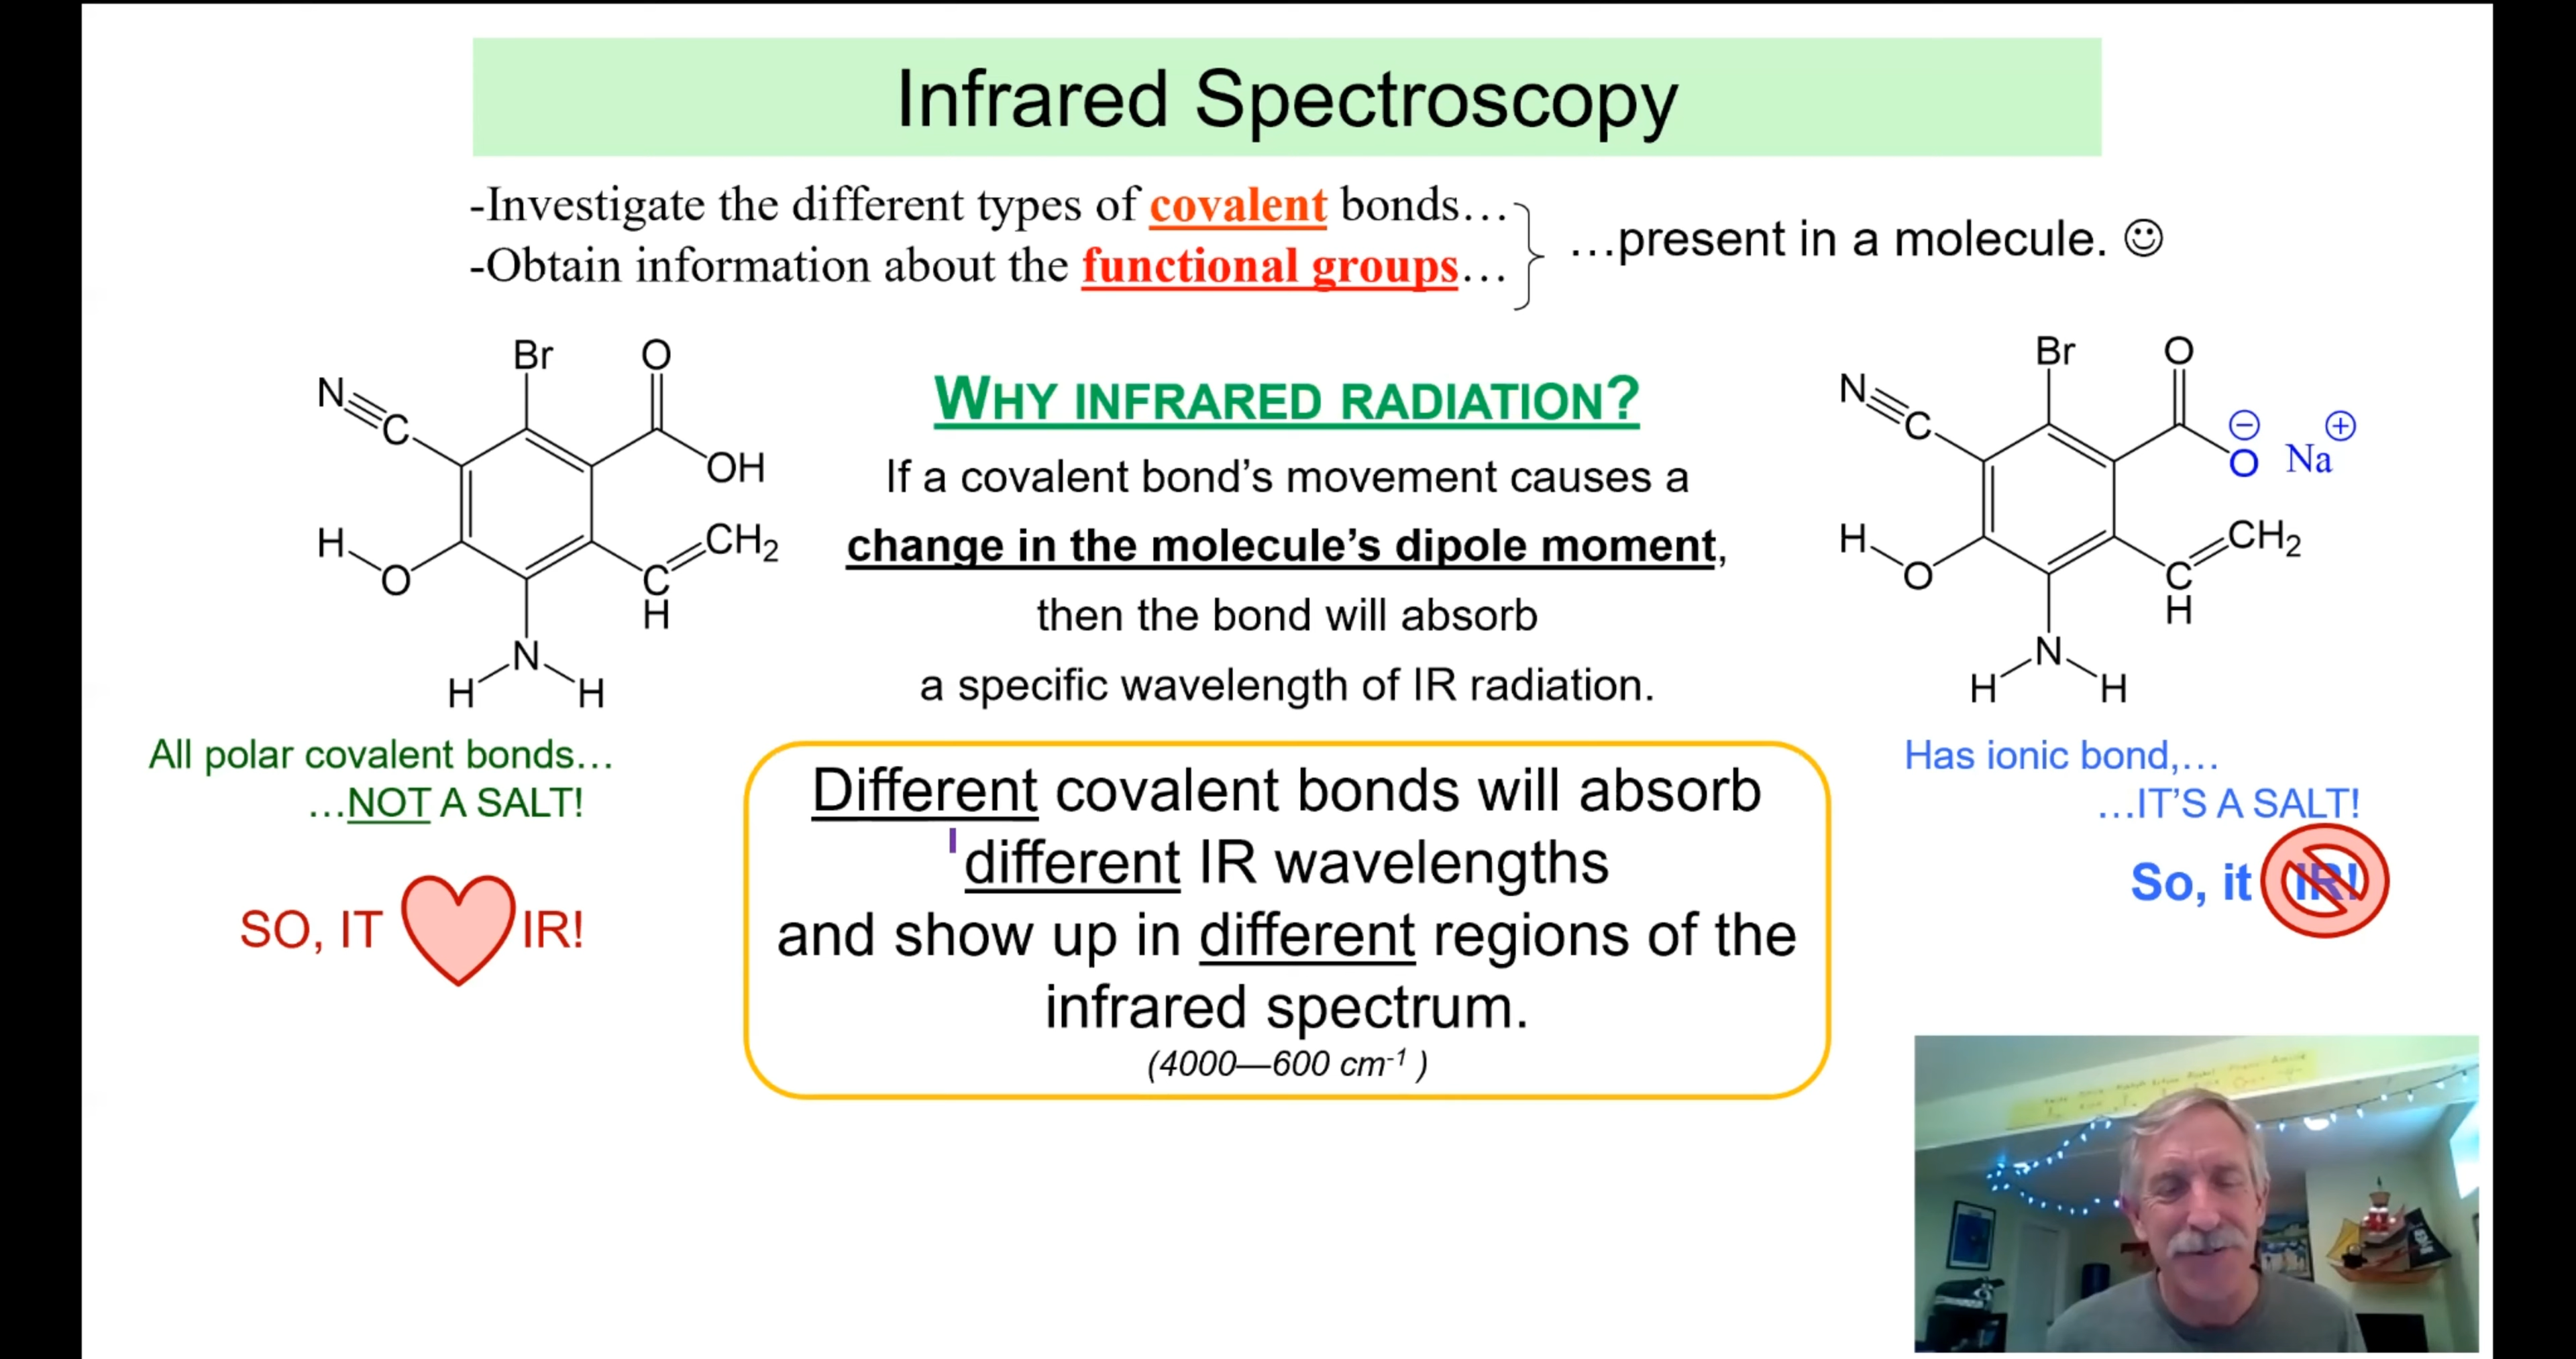 Infrared Spectroscopy
-Investigate the different types of covalent bonds…
-Obtain information about the functional groups…
…present in a molecule. ☺
Br
O
N
C
OH
H
O
CH2
C
H
N
H
H
All polar covalent bonds…
…NOT A SALT!
SO, IT
IR!
WHY INFRARED RADIATION?
If a covalent bond’s movement causes a
change in the molecule’s dipole moment,
then the bond will absorb
a specific wavelength of IR radiation.
Different covalent bonds will absorb
different IR wavelengths
and show up in different regions of the
infrared spectrum.
(4000—600 cm-1 )
Br
O
N
C
O
Na
H
O
CH2
C
H
N
H
H
Has ionic bond,…
…IT’S A SALT!
So, it IR!